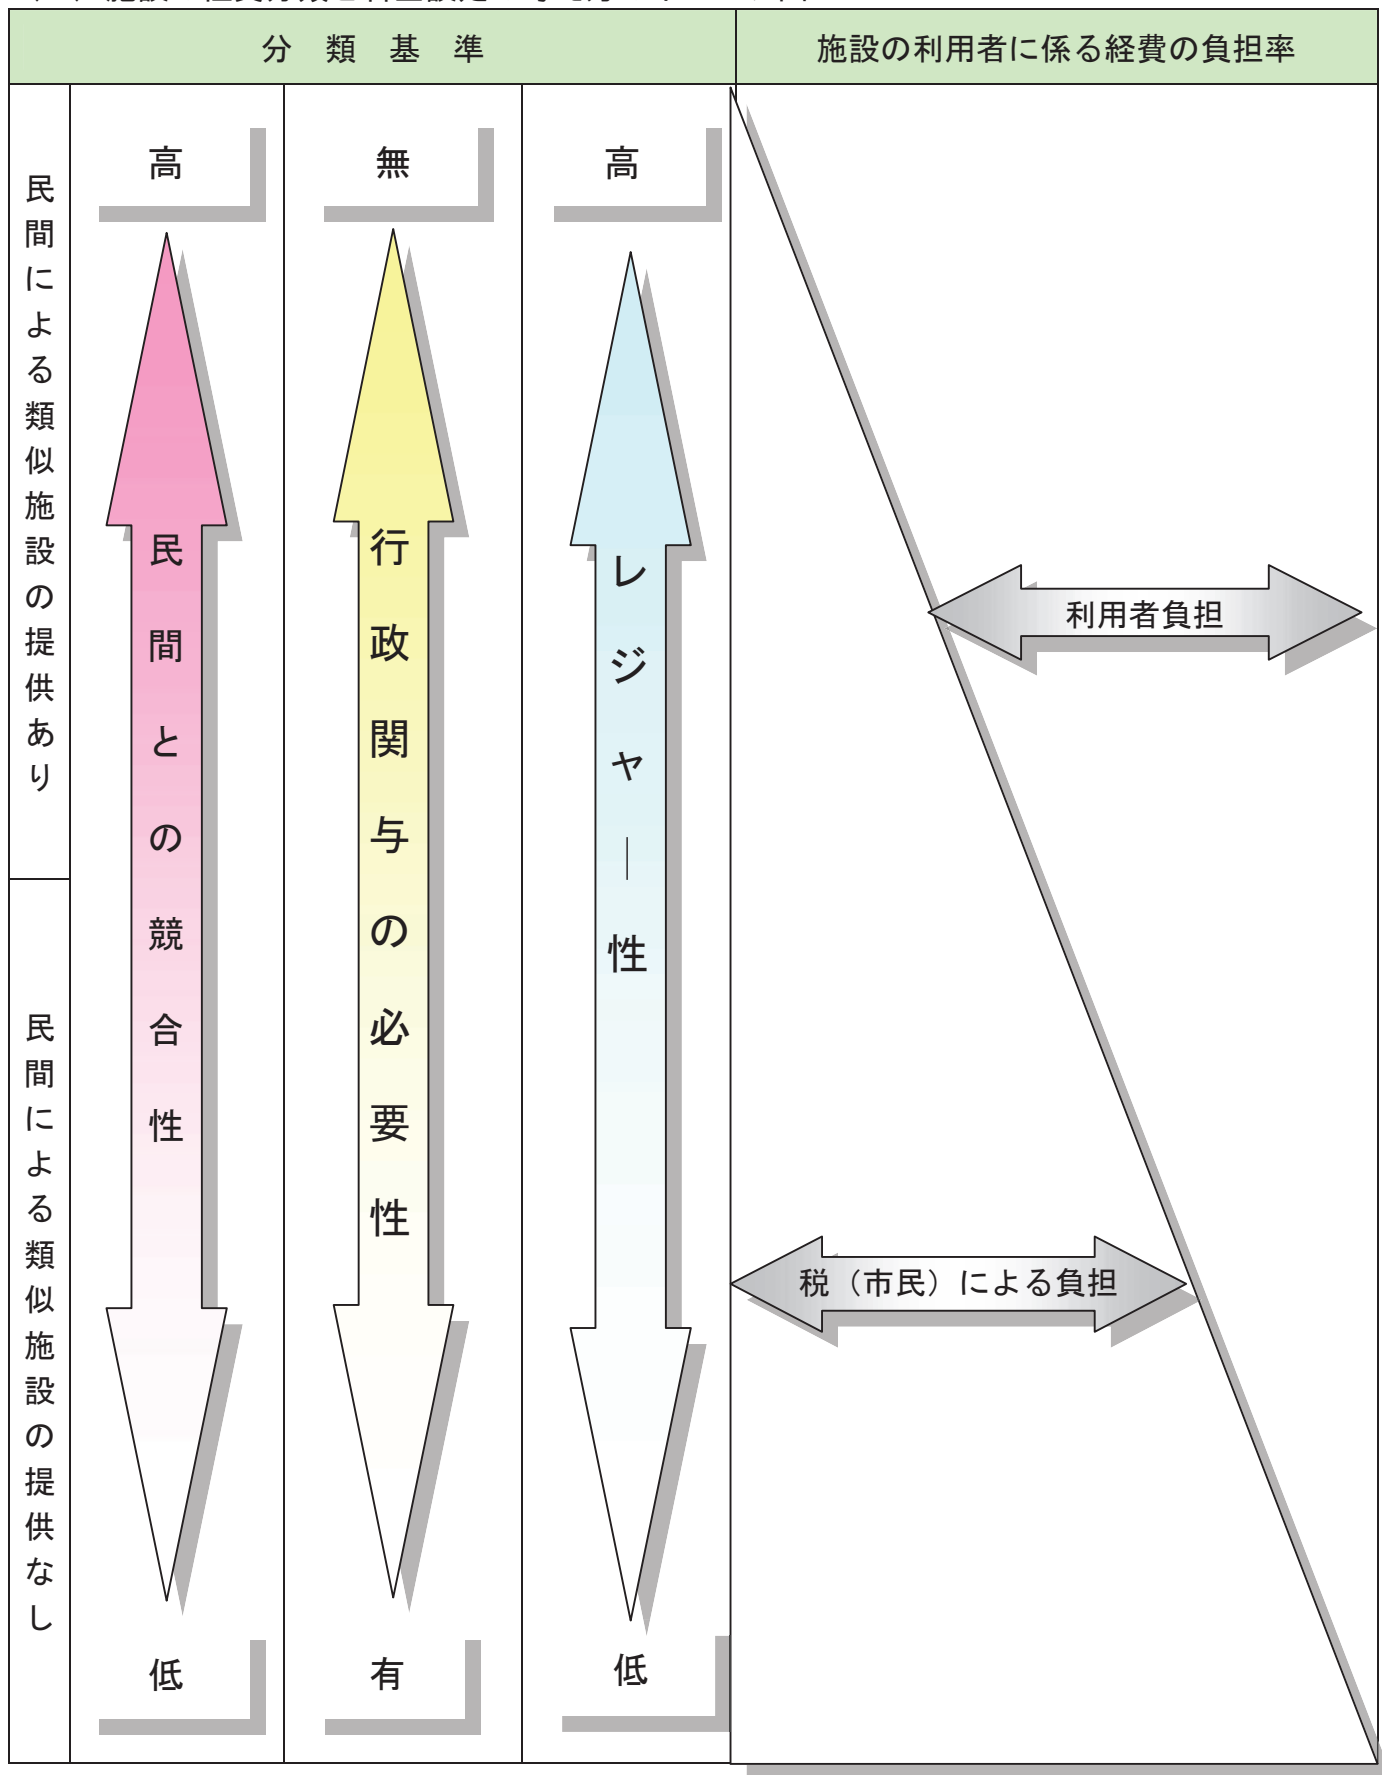 分類基準
施設の利用者に係る経費の負担率
民間による類似施設の提供あり
民間による類似施設の提供なし
高
民間との競合性
低
無
行政関与の必要性
有
高
レジャー性
低
利用者負担
税（市民）による負担